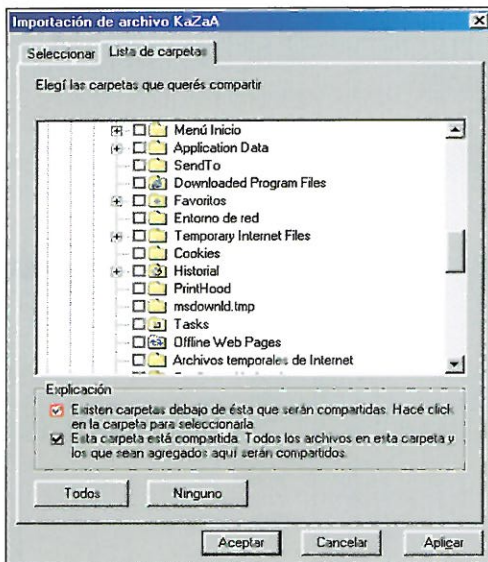 Importación de archivo KaZaA
Seleccionar
Lista de carpetas
Elegí las carpetas que querés compartir
Menú Inicio
Application Data
SendTo
Downloaded Program Files
Favoritos
Entorno de red
Temporary Internet Files
Cookies
Historial
PrintHood
msdownld.tmp
Tasks
Offline Web Pages
Archivos temporales de Internet
Explicación
Existen carpetas debajo de ésta que serán compartidas. Hacé click
en la carpeta para seleccionarla.
Esta carpeta está compartida. Todos los archivos en esta carpeta y
los que sean agregados aquí serán compartidos.
Todos
Ninguno
Aceptar
Cancelar
Aplicar